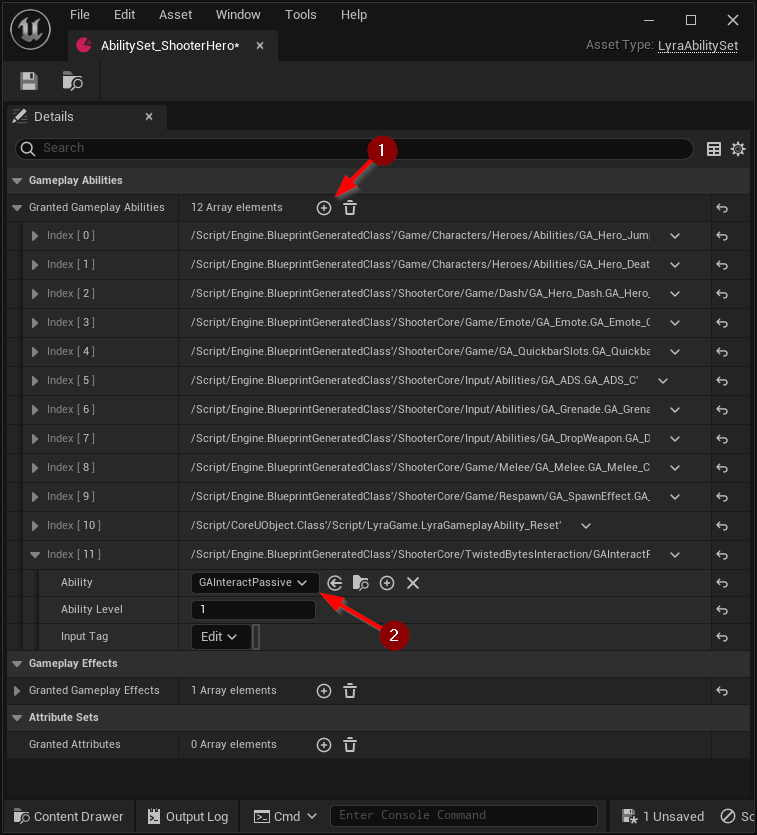 File Edit Asset Window Tools Help
AbilitySet_ShooterHero*
Asset Type: LyraAbilitySet
Details
Search
1
Gameplay Abilities
Granted Gameplay Abilities 12 Array elements
Index [ 0 ] /Script/Engine.BlueprintGeneratedClass'/Game/Characters/Heroes/Abilities/GA_Hero_Jump
Index [ 1 ] /Script/Engine.BlueprintGeneratedClass'/Game/Characters/Heroes/Abilities/GA_Hero_Deat
Index [ 2 ] /Script/Engine.BlueprintGeneratedClass'/ShooterCore/Game/Dash/GA_Hero_Dash.GA_Hero_
Index [ 3 ] /Script/Engine.BlueprintGeneratedClass'/ShooterCore/Game/Emote/GA_Emote.GA_Emote_C
Index [ 4 ] /Script/Engine.BlueprintGeneratedClass'/ShooterCore/Game/GA_QuickbarSlots.GA_Quickba
Index [ 5 ] /Script/Engine.BlueprintGeneratedClass'/ShooterCore/Input/Abilities/GA_ADS.GA_ADS_C'
Index [ 6 ] /Script/Engine.BlueprintGeneratedClass'/ShooterCore/Input/Abilities/GA_Grenade.GA_Grena
Index [ 7 ] /Script/Engine.BlueprintGeneratedClass'/ShooterCore/Input/Abilities/GA_DropWeapon.GA_D
Index [ 8 ] /Script/Engine.BlueprintGeneratedClass'/ShooterCore/Game/Melee/GA_Melee.GA_Melee_C
Index [ 9 ] /Script/Engine.BlueprintGeneratedClass'/ShooterCore/Game/Respawn/GA_SpawnEffect.GA_
Index [ 10 ] /Script/CoreUObject.Class'/Script/LyraGame.LyraGameplayAbility_Reset'
Index [ 11 ] /Script/Engine.BlueprintGeneratedClass'/ShooterCore/TwistedBytesInteraction/GAInteractP
Ability GAInteractPassive
Ability Level 1
2
Input Tag Edit
Gameplay Effects
Granted Gameplay Effects 1 Array elements
Attribute Sets
Granted Attributes 0 Array elements
Content Drawer Output Log Cmd Enter Console Command 1 Unsaved So